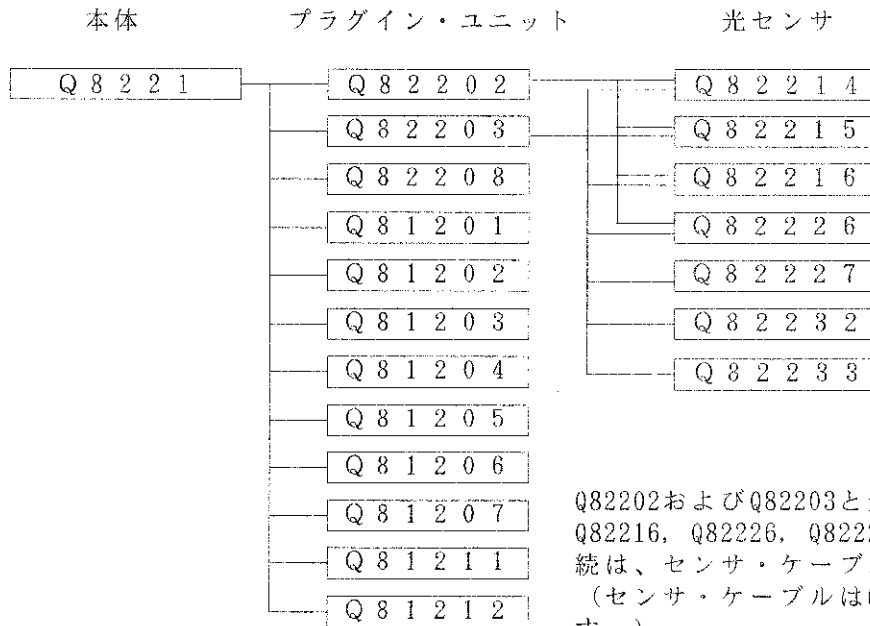 本体 プラグイン・ユニット 光センサ
Q8221 Q82202 Q82214
Q82203 Q82215
Q82208 Q82216
Q81201 Q82226
Q81202 Q82227
Q81203 Q82232
Q81204 Q82233
Q81205
Q81206
Q81207
Q81211
Q81212
Q82202およびQ82203と
Q82216, Q82226, Q822
続は、センサ・ケーブ
（センサ・ケーブルは
す。）